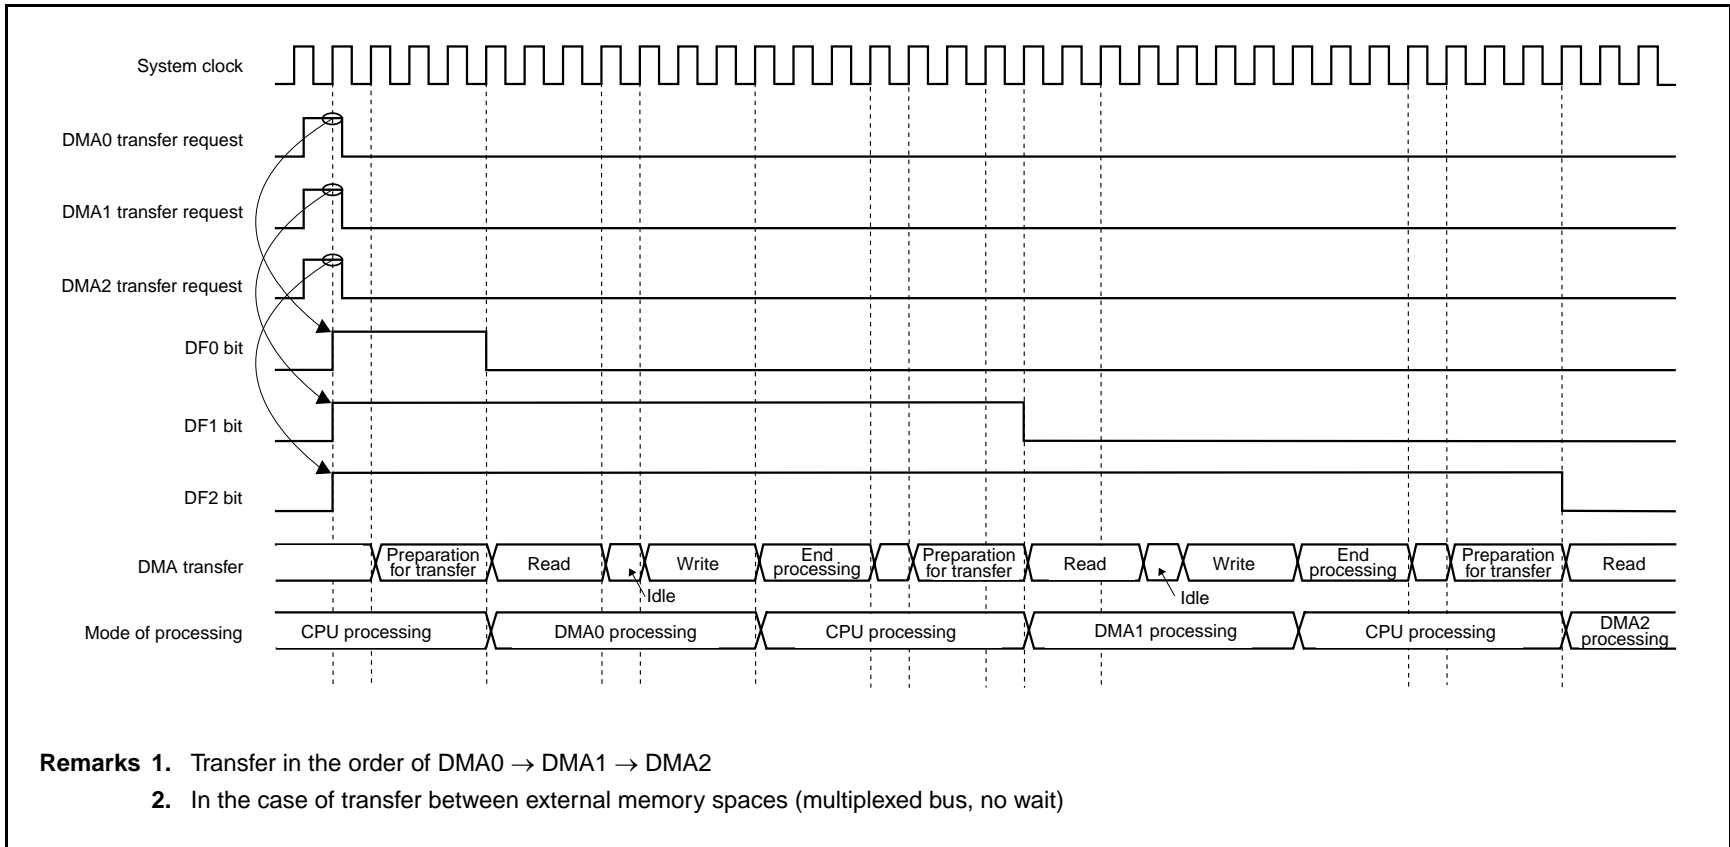 System clock
DMA0 transfer request
DMA1 transfer request
DMA2 transfer request
DF0 bit
DF1 bit
DF2 bit
DMA transfer
Preparation
for transfer
Read
Idle
Write
End
processing
Preparation
for transfer
Read
Idle
Write
End
processing
Preparation
for transfer
Read
Mode of processing
CPU processing
DMA0 processing
CPU processing
DMA1 processing
CPU processing
DMA2
processing
Remarks 1. Transfer in the order of DMA0 → DMA1 → DMA2
2. In the case of transfer between external memory spaces (multiplexed bus, no wait)